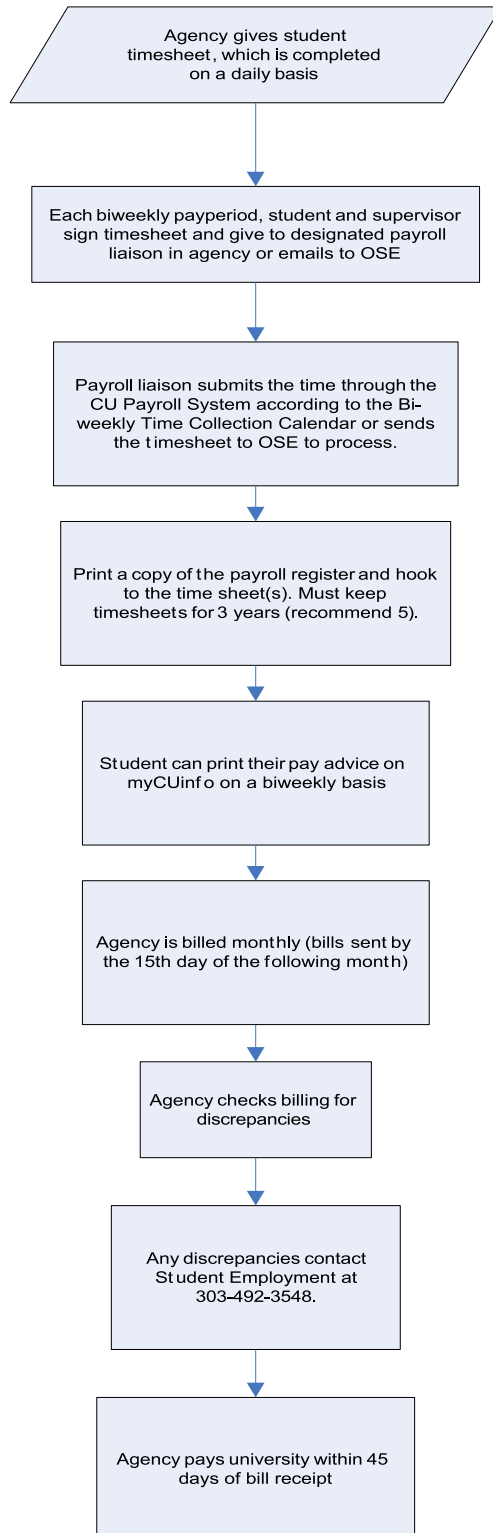 Agency gives student
timesheet, which is completed
on a daily basis
Each biweekly payperiod, student and supervisor
sign timesheet and give to designated payroll
liaison in agency or emails to OSE
Payroll liaison submits the time through the
CU Payroll System according to the Bi-
weekly Time Collection Calendar or sends
the timesheet to OSE to process.
Print a copy of the payroll register and hook
to the time sheet(s). Must keep
timesheets for 3 years (recommend 5).
Student can print their pay advice on
myCUinfo on a biweekly basis
Agency is billed monthly (bills sent by
the 15th day of the following month)
Agency checks billing for
discrepancies
Any discrepancies contact
Student Employment at
303-492-3548.
Agency pays university within 45
days of bill receipt